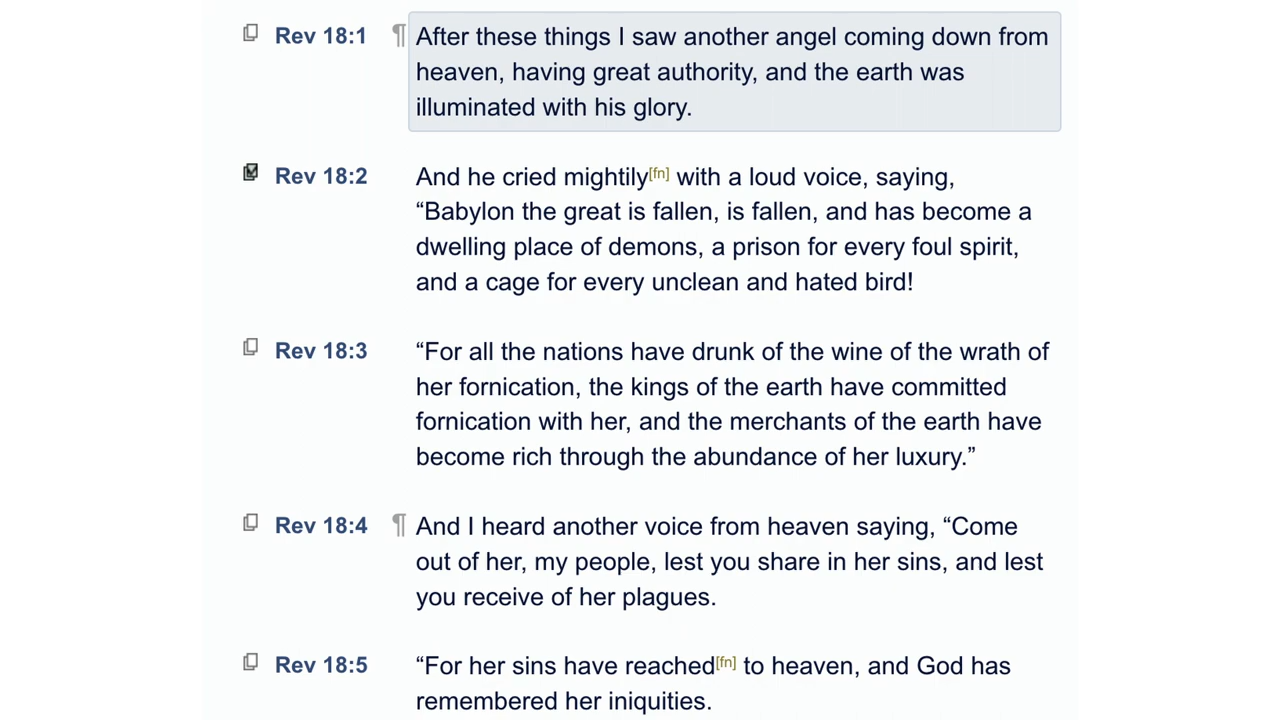 Rev 18:1 ¶ After these things I saw another angel coming down from
heaven, having great authority, and the earth was
illuminated with his glory.
Rev 18:2 And he cried mightily[fn] with a loud voice, saying,
“Babylon the great is fallen, is fallen, and has become a
dwelling place of demons, a prison for every foul spirit,
and a cage for every unclean and hated bird!
Rev 18:3 “For all the nations have drunk of the wine of the wrath of
her fornication, the kings of the earth have committed
fornication with her, and the merchants of the earth have
become rich through the abundance of her luxury.”
Rev 18:4 ¶ And I heard another voice from heaven saying, “Come
out of her, my people, lest you share in her sins, and lest
you receive of her plagues.
Rev 18:5 “For her sins have reached[fn] to heaven, and God has
remembered her iniquities.